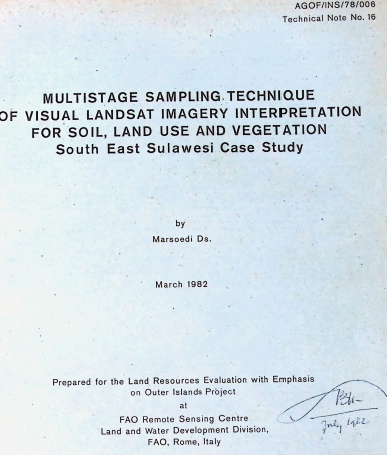 AGOF/INS/78/006
Technical Note No. 16
MULTISTAGE SAMPLING TECHNIQUE
OF VISUAL LANDSAT IMAGERY INTERPRETATION
FOR SOIL, LAND USE AND VEGETATION
South East Sulawesi Case Study
by
Marsoedi Ds.
March 1982
Prepared for the Land Resources Evaluation with Emphasis
on Outer Islands Project
at
FAO Remote Sensing Centre
Land and Water Development Division,
FAO, Rome, Italy
July 1982